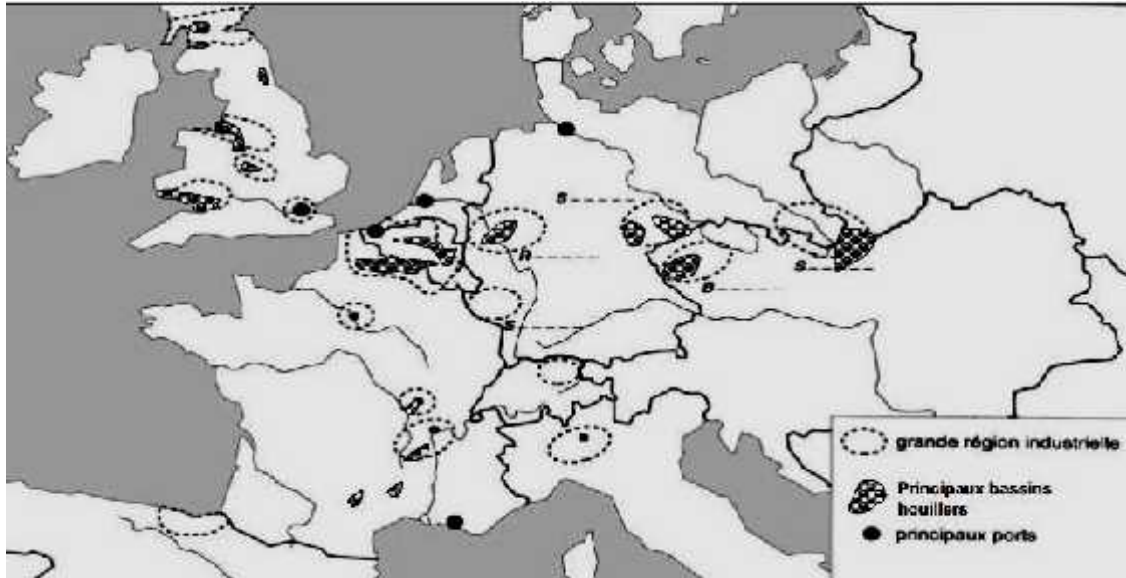 s
s
s
grande région industrielle
Principaux bassins
houillers
principaux ports